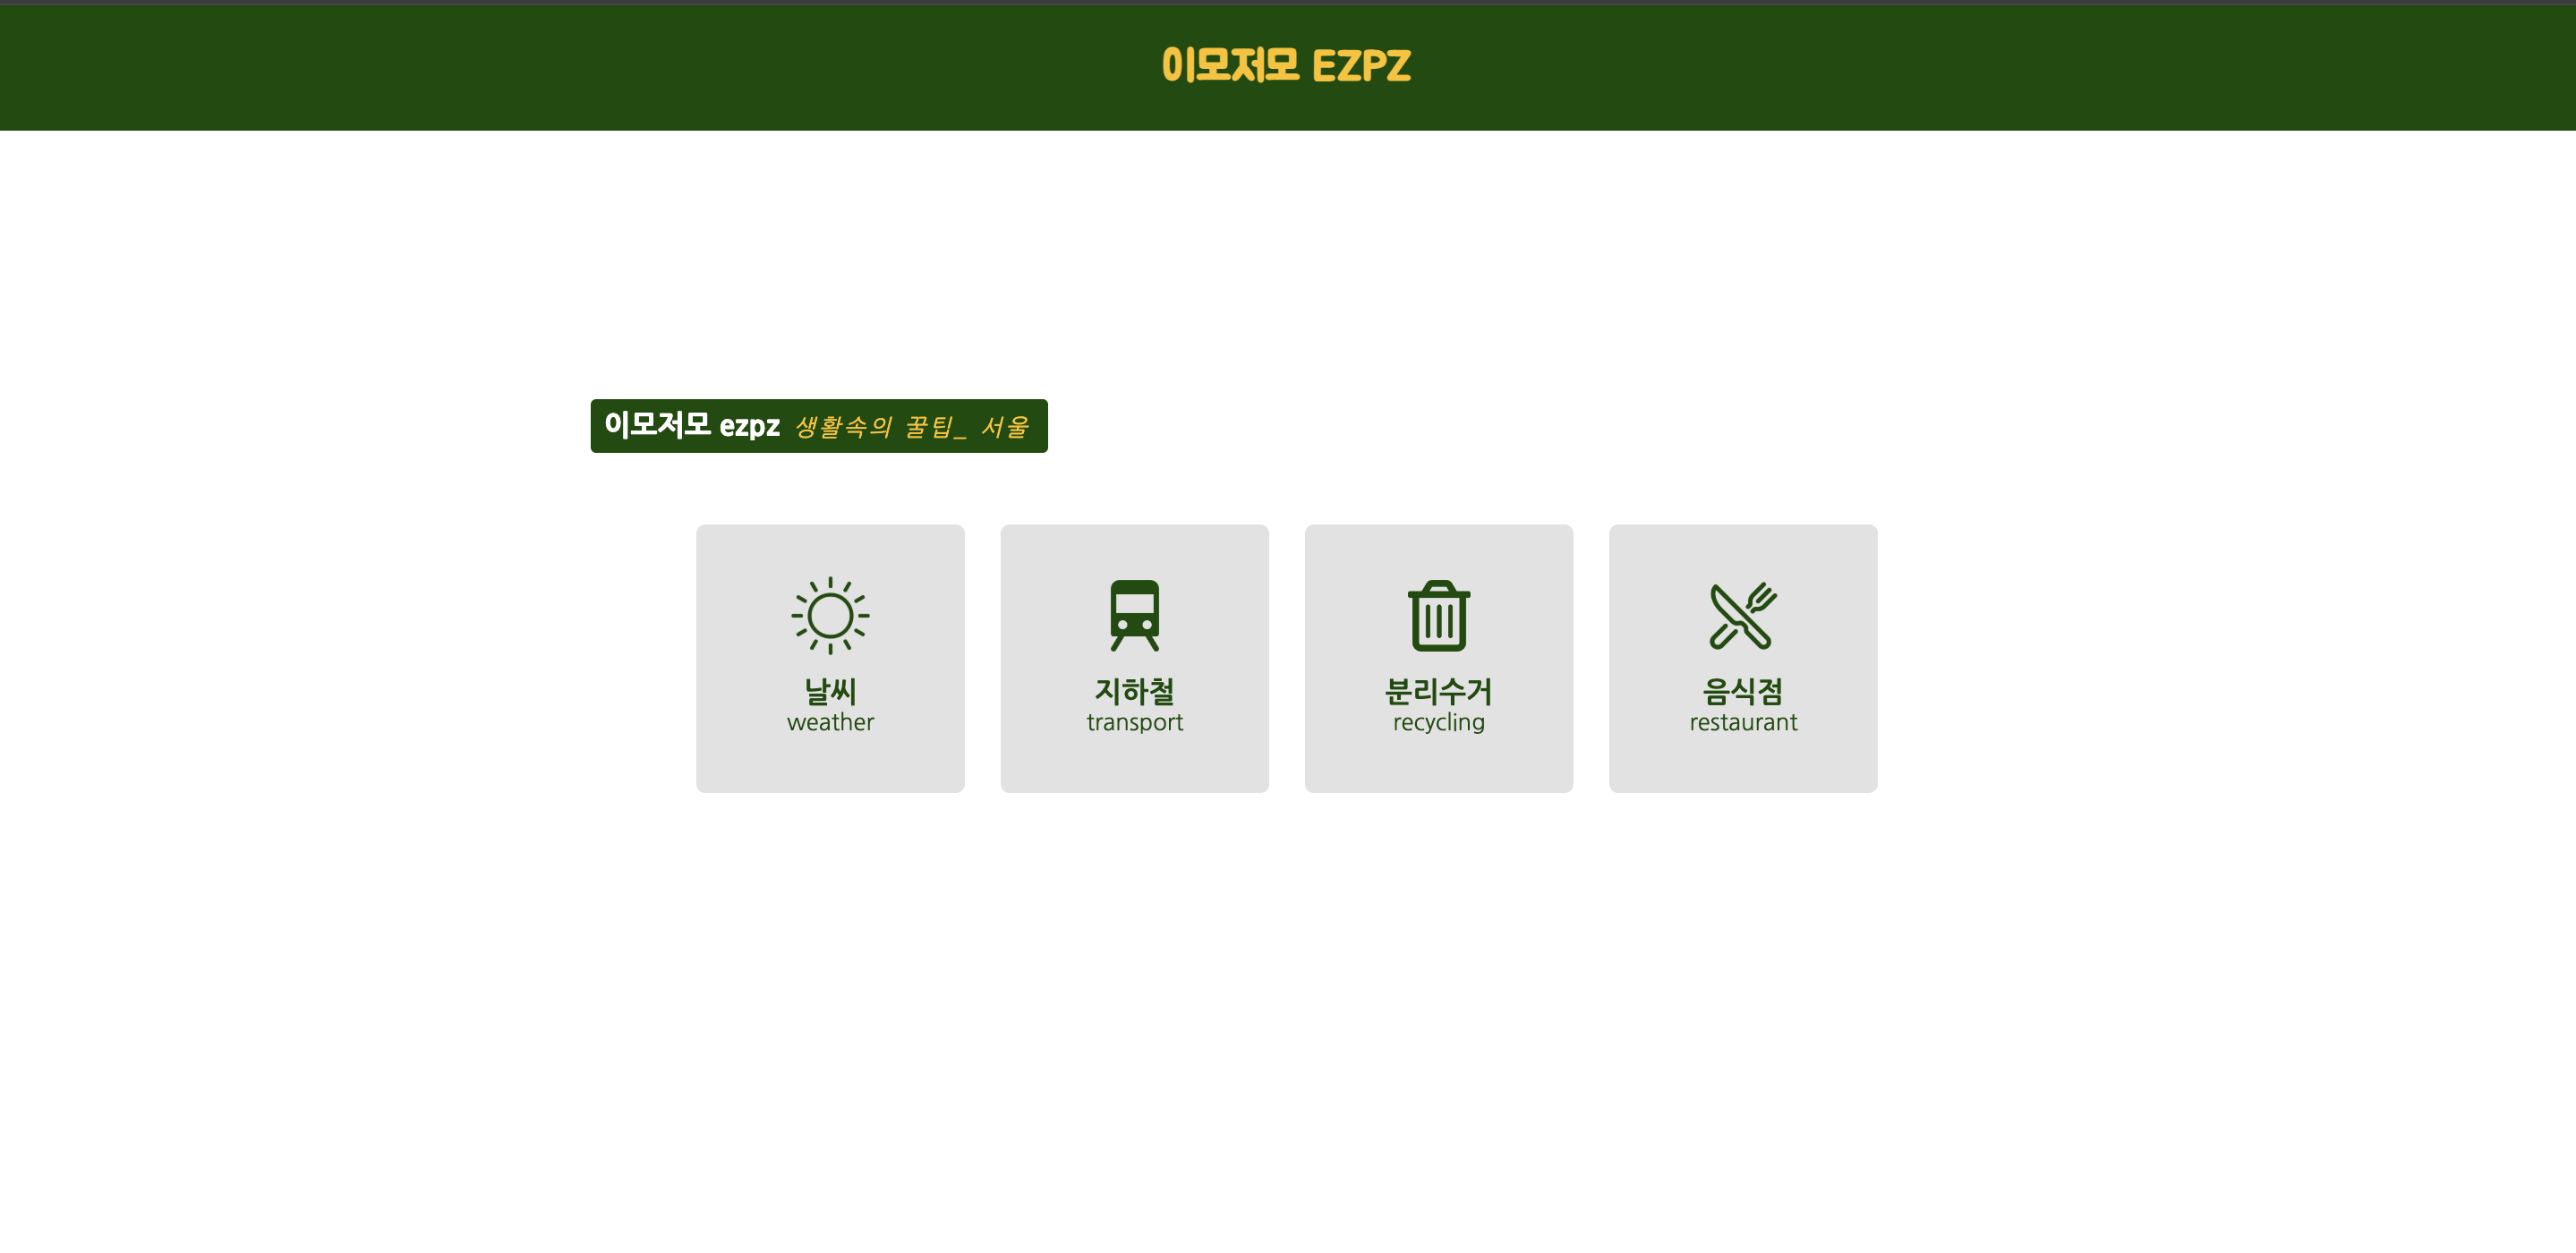 이모저모 EZPZ
이모저모 ezpz 생활속의 꿀팁_ 서울
날씨
weather
지하철
transport
분리수거
recycling
음식점
restaurant